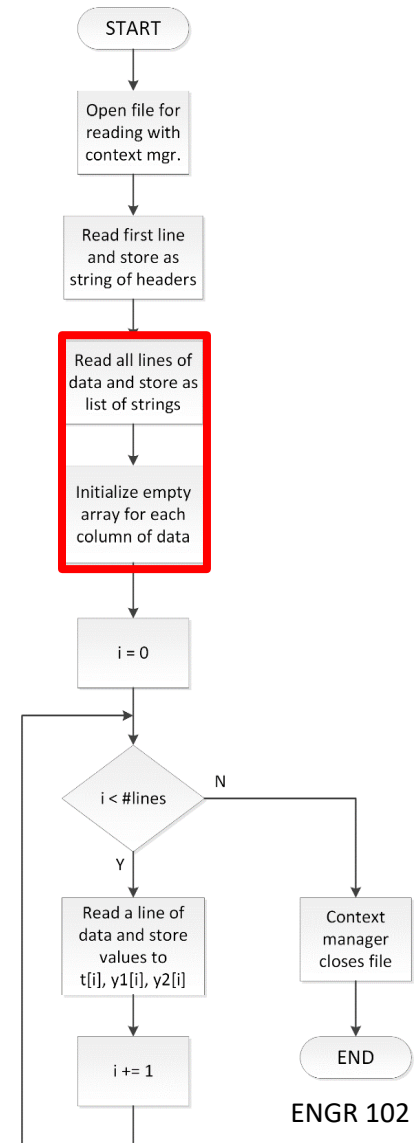 START
Open file for
reading with
context mgr.
Read first line
and store as
string of headers
Read all lines of
data and store as
list of strings
Initialize empty
array for each
column of data
i = 0
i < #lines
N
Y
Read a line of
data and store
values to
t[i], y1[i], y2[i]
Context
manager
closes file
i += 1
END
ENGR 102